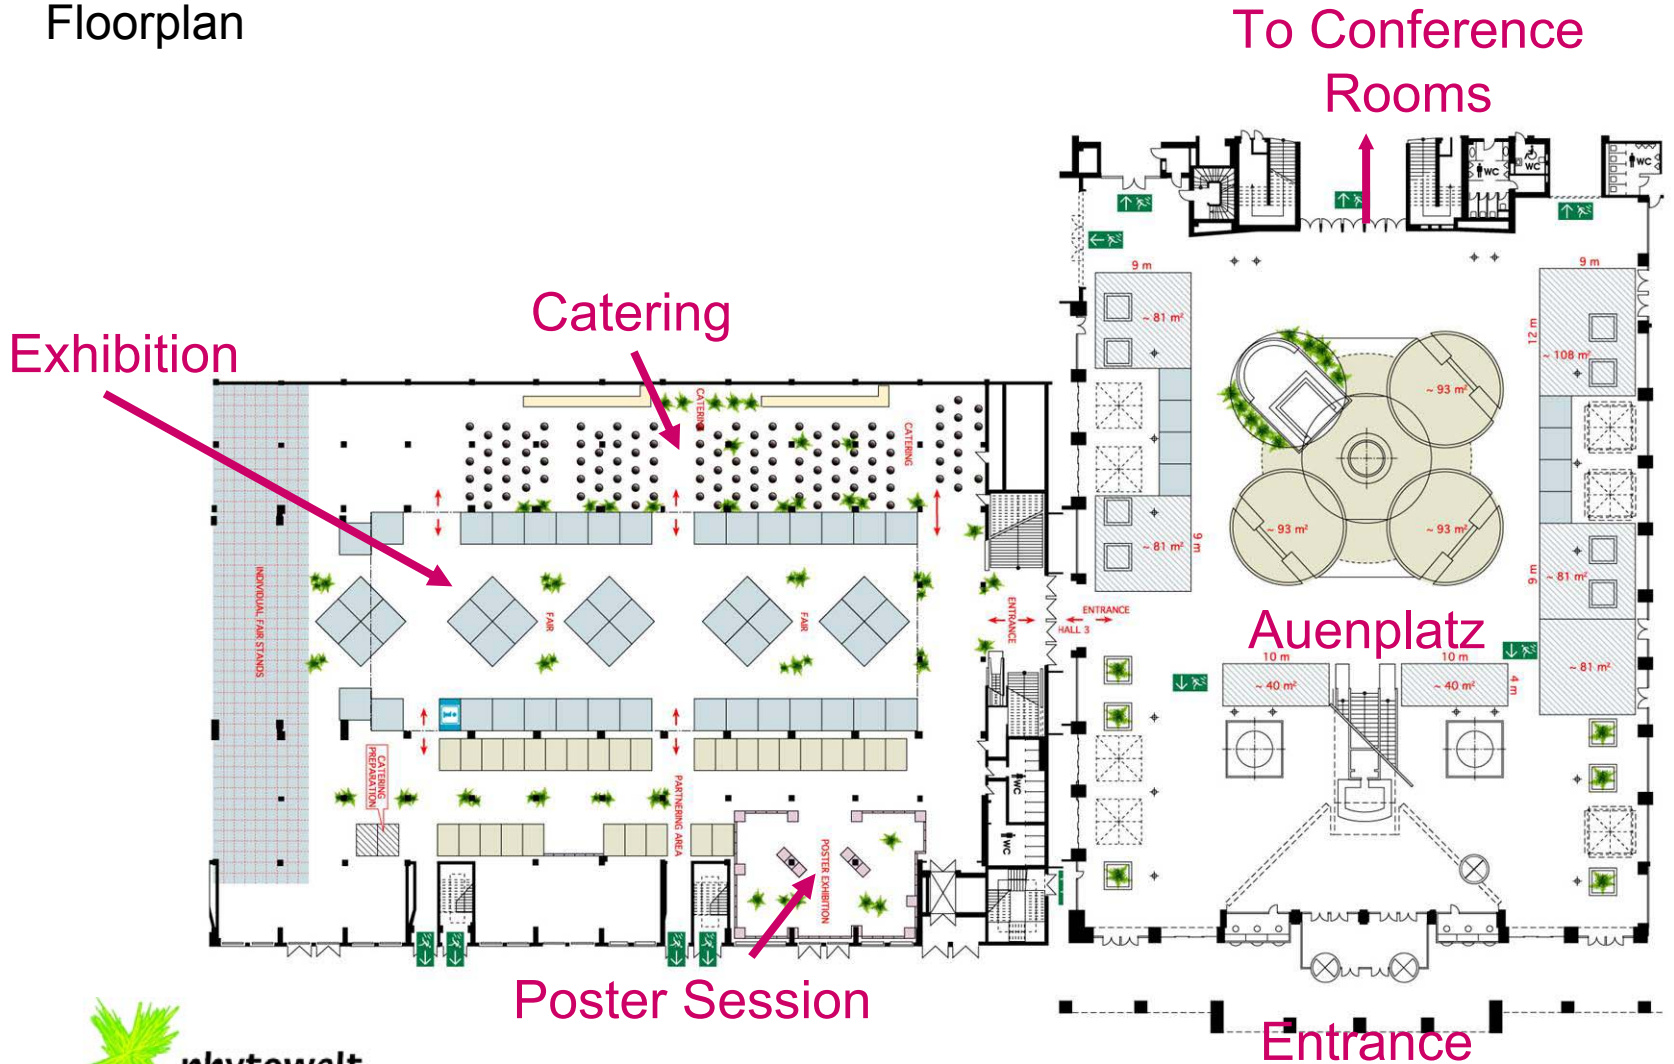 Floorplan
To Conference
Rooms
WC
WC
WC
9 m
~ 81 m²
9 m
12 m
~ 108 m²
~ 93 m²
Catering
Exhibition
CATERING
CATERING
~ 93 m²
~ 93 m²
~ 81 m²
9 m
9 m
~ 81 m²
INDIVIDUAL FAIR STANDS
FAIR
FAIR
ENTRANCE
ENTRANCE
HALL 3
Auenplatz
10 m
~ 40 m²
10 m
~ 40 m²
4 m
~ 81 m²
i
CATERING
PREPARATION
PARTNERING AREA
WC
WC
POSTER EXHIBITION
Poster Session
Entrance
phytowelt